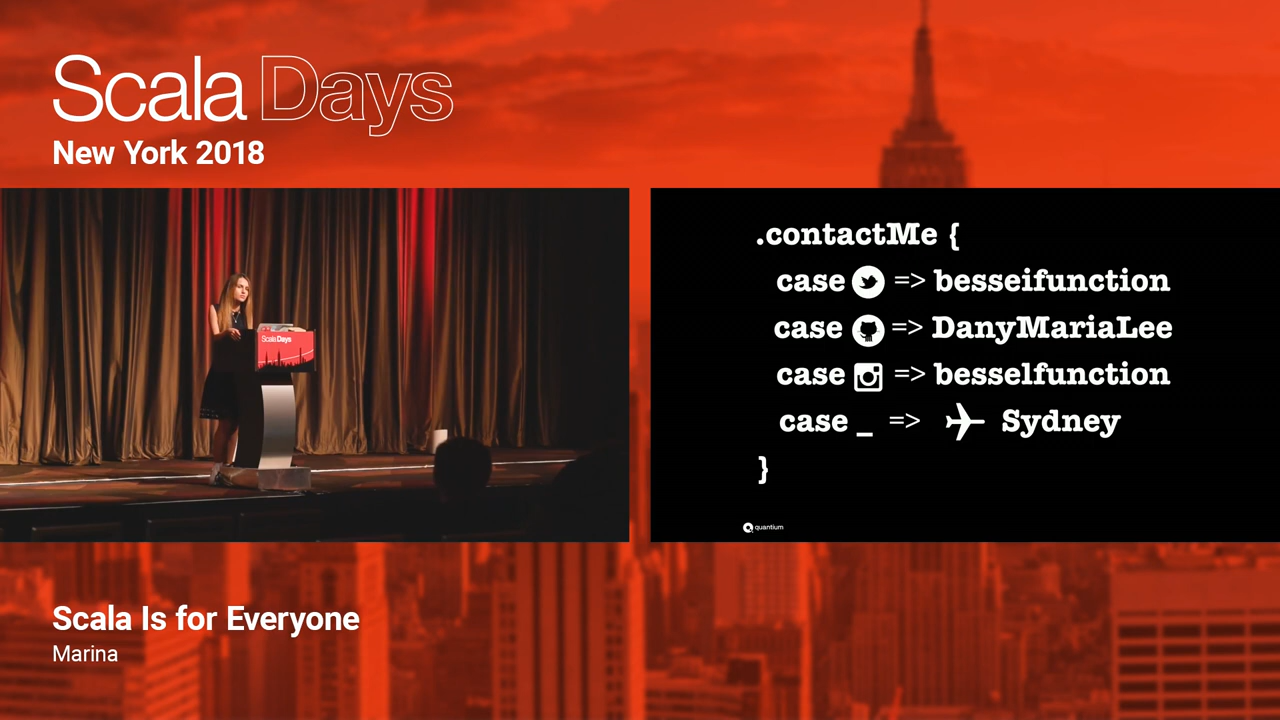 Scala Days
New York 2018
Scala Days
.contactMe {
case => besseifunction
case => DanyMariaLee
case => besselfunction
case _ => Sydney
}
quantium
Scala Is for Everyone
Marina